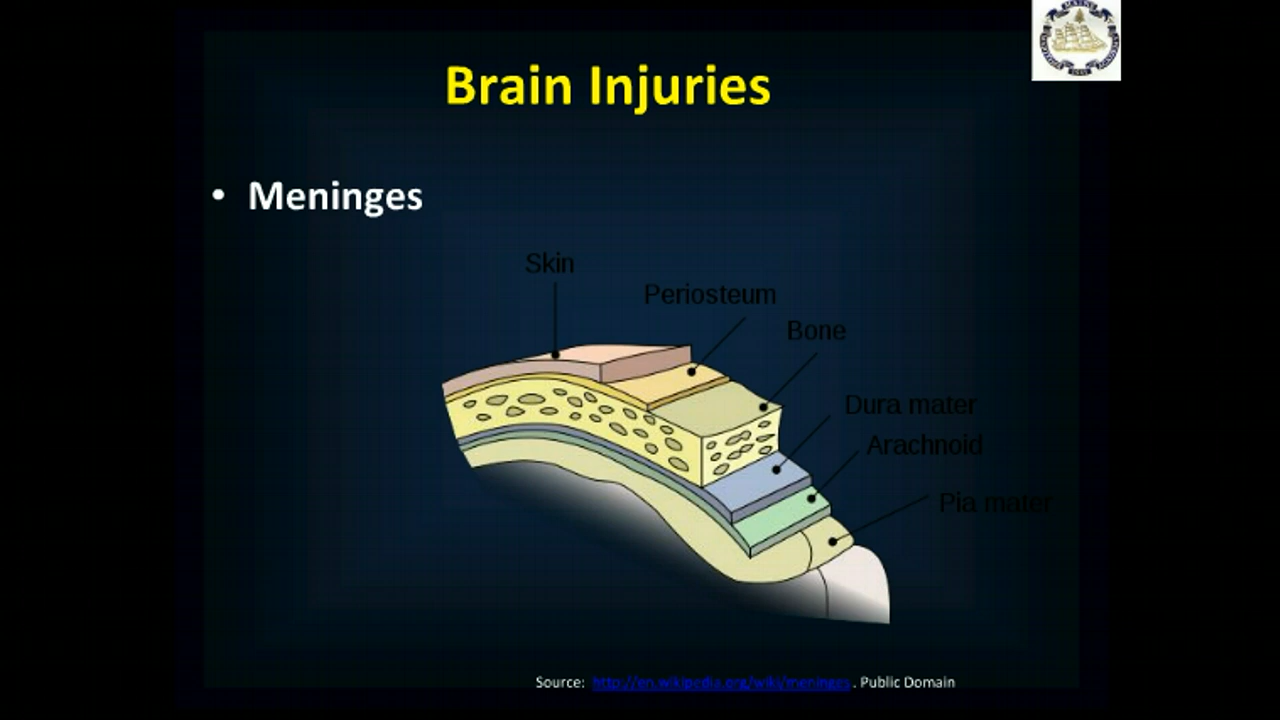 Brain Injuries
• Meninges
Skin
Periosteum
Bone
Dura mater
Arachnoid
Pia mater
Source: http://en.wikipedia.org/wiki/meninges. Public Domain